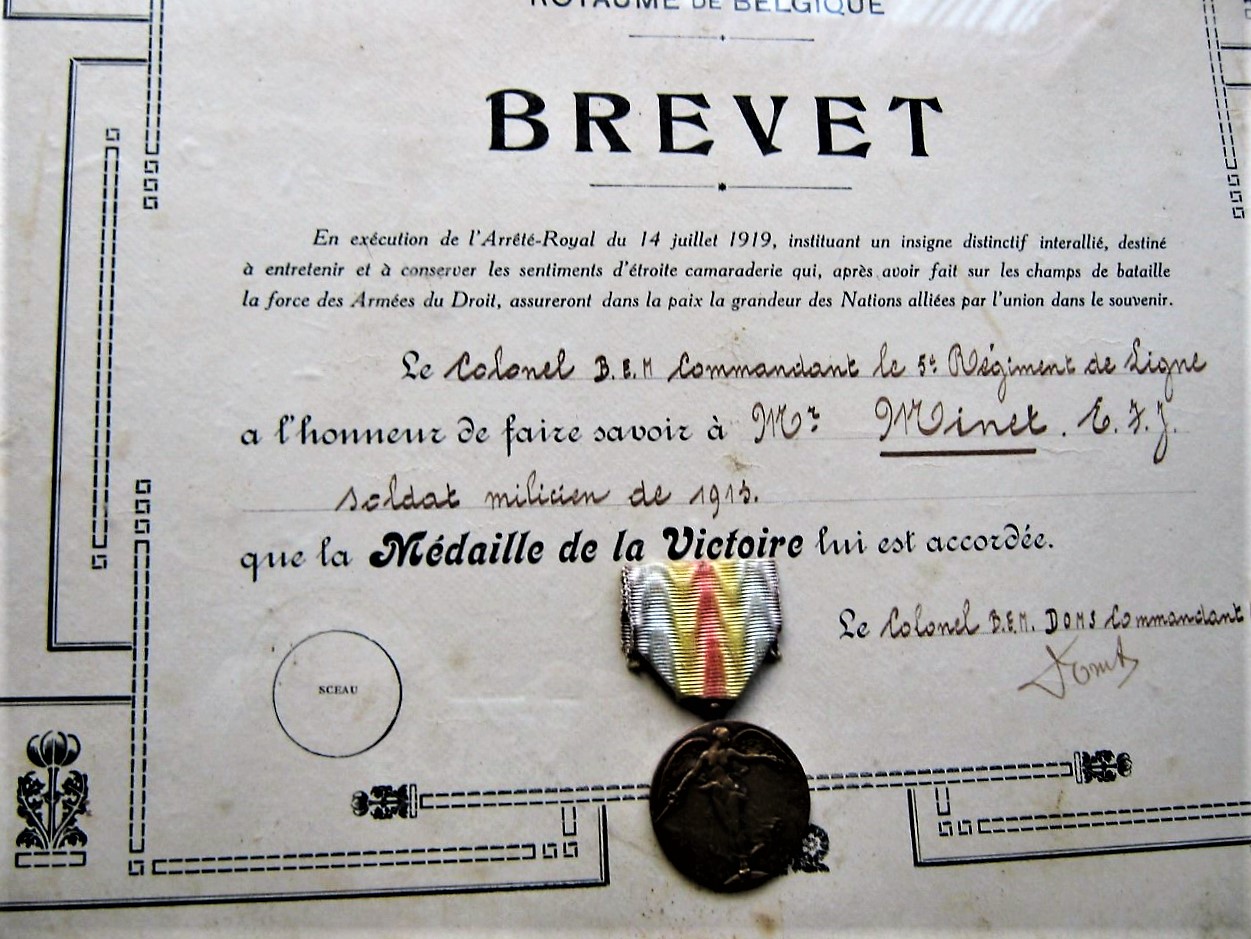 ROYAUME DE BELGIQUE
BREVET
En exécution de l'Arrêté-Royal du 14 juillet 1919, instituant un insigne distinctif interallié, destiné
à entretenir et à conserver les sentiments d'étroite camaraderie qui, après avoir fait sur les champs de bataille
la force des Armées du Droit, assureront dans la paix la grandeur des Nations alliées par l'union dans le souvenir.
Le Colonel B.E.M Commandant le 5e Régiment de Ligne
a l'honneur de faire savoir à Mr Minet. E. F. J.
soldat milicien de 1913.
que la Médaille de la Victoire lui est accordée.
Le Colonel B.E.M. DOMS Commandant
Doms
SCEAU